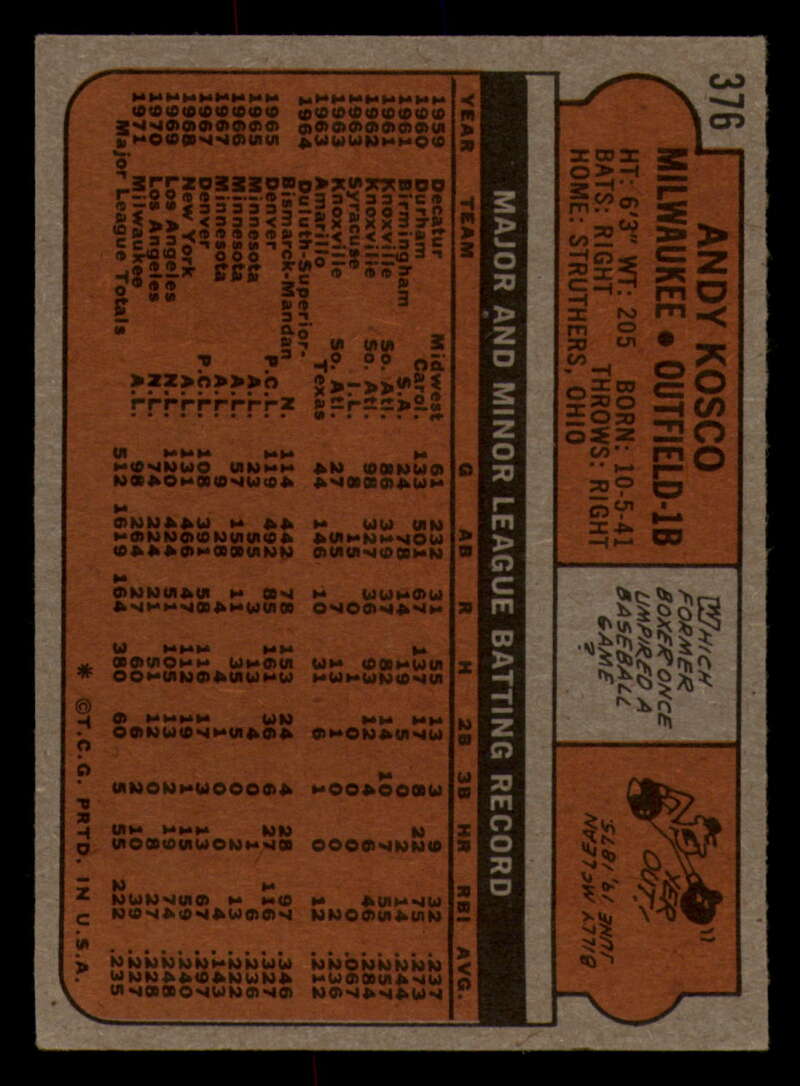 376
ANDY KOSCO
MILWAUKEE • OUTFIELD-1B
HT: 6'3" WT: 205 BORN: 10-5-41
BATS: RIGHT THROWS: RIGHT
HOME: STRUTHERS, OHIO
WHICH
FORMER
BOXER ONCE
UMPIRED A
BASEBALL
GAME
?
YER
OUT!
BILLY McLEAN
JUNE 19, 1875.
MAJOR AND MINOR LEAGUE BATTING RECORD
YEAR TEAM G AB R H 2B 3B HR RBI AVG.
1959 Decatur Midwest 61 232 31 55 13 3 9 32 .237
1960 Durham Carol. 133 501 67 137 17 8 22 75 .273
1961 Birmingham S.A. 24 78 14 19 5 0 2 14 .244
1961 Knoxville So. Atl. 86 319 37 82 14 10 7 55 .257
1962 Knoxville So. Atl. 98 327 36 93 12 4 6 46 .284
1963 Syracuse I.L. 8 15 0 1 0 0 0 0 .067
1963 Knoxville So. Atl. 27 55 7 13 1 0 0 2 .236
1963 Amarillo Texas 44 146 10 31 6 1 0 12 .212
1964 Duluth-Superior-
Bismarck-Mandan N. 114 442 78 153 24 4 28 97 .346
1965 Denver P.C.L. 119 492 85 161 36 6 27 116 .327
1965 Minnesota A.L. 23 55 3 13 4 0 1 6 .236
1966 Minnesota A.L. 57 158 11 35 5 0 2 13 .222
1967 Minnesota A.L. 9 28 4 4 1 0 0 4 .143
1967 Denver P.C.L. 108 391 58 116 17 3 13 67 .297
1968 New York A.L. 131 466 47 112 19 1 15 59 .240
1969 Los Angeles N.L. 120 424 51 105 13 2 19 74 .248
1970 Los Angeles N.L. 74 224 21 51 12 0 8 27 .228
1971 Milwaukee A.L. 98 264 27 60 6 2 10 39 .227
Major League Totals 512 1619 164 380 60 5 55 222 .235
* ©T.C.G. PRTD. IN U.S.A.